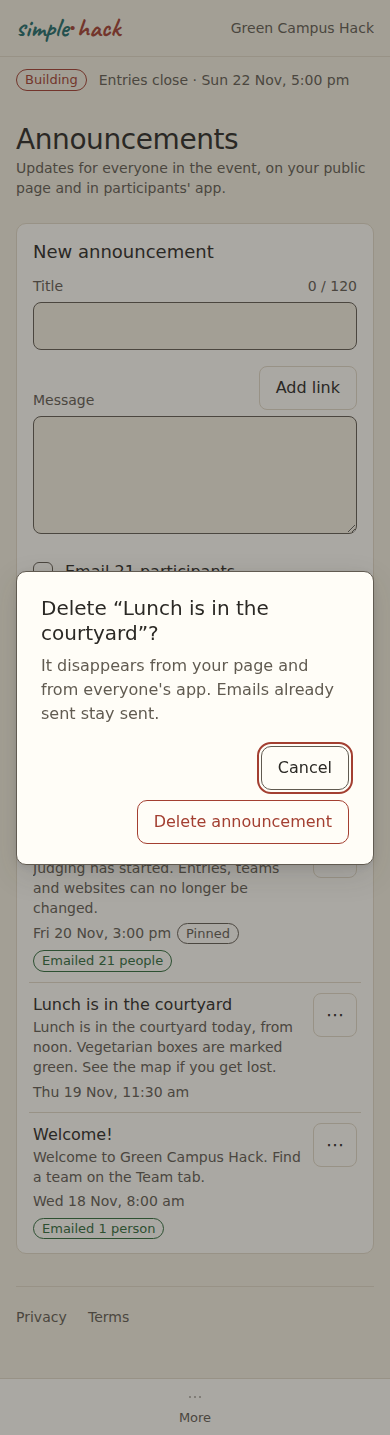 simple hack
Green Campus Hack
Building
Entries close · Sun 22 Nov, 5:00 pm
Announcements
Updates for everyone in the event, on your public
page and in participants' app.
New announcement
Title
0 / 120
Add link
Message
Email 21 participants
Delete “Lunch is in the
courtyard”?
It disappears from your page and
from everyone's app. Emails already
sent stay sent.
Cancel
Delete announcement
Judging has started. Entries, teams
and websites can no longer be
changed.
Fri 20 Nov, 3:00 pm
Pinned
Emailed 21 people
Lunch is in the courtyard
···
Lunch is in the courtyard today, from
noon. Vegetarian boxes are marked
green. See the map if you get lost.
Thu 19 Nov, 11:30 am
Welcome!
···
Welcome to Green Campus Hack. Find
a team on the Team tab.
Wed 18 Nov, 8:00 am
Emailed 1 person
Privacy
Terms
···
More